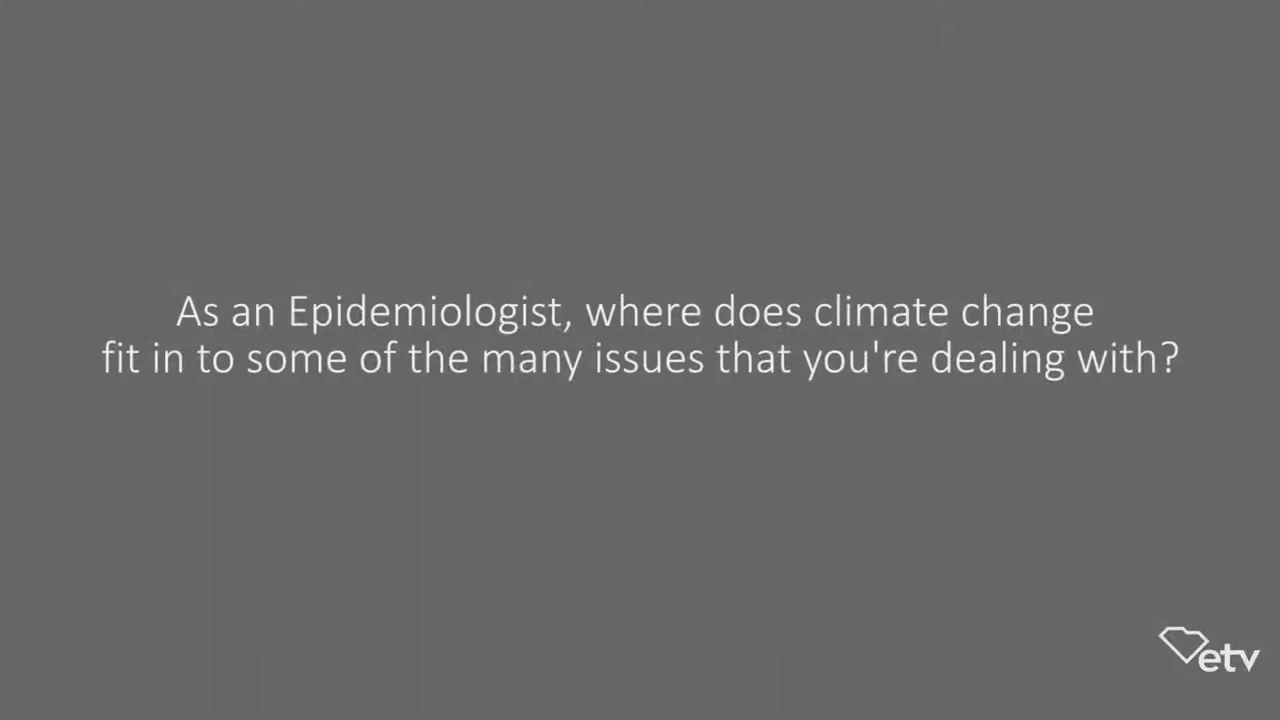 As an Epidemiologist, where does climate change
fit in to some of the many issues that you're dealing with?
etv